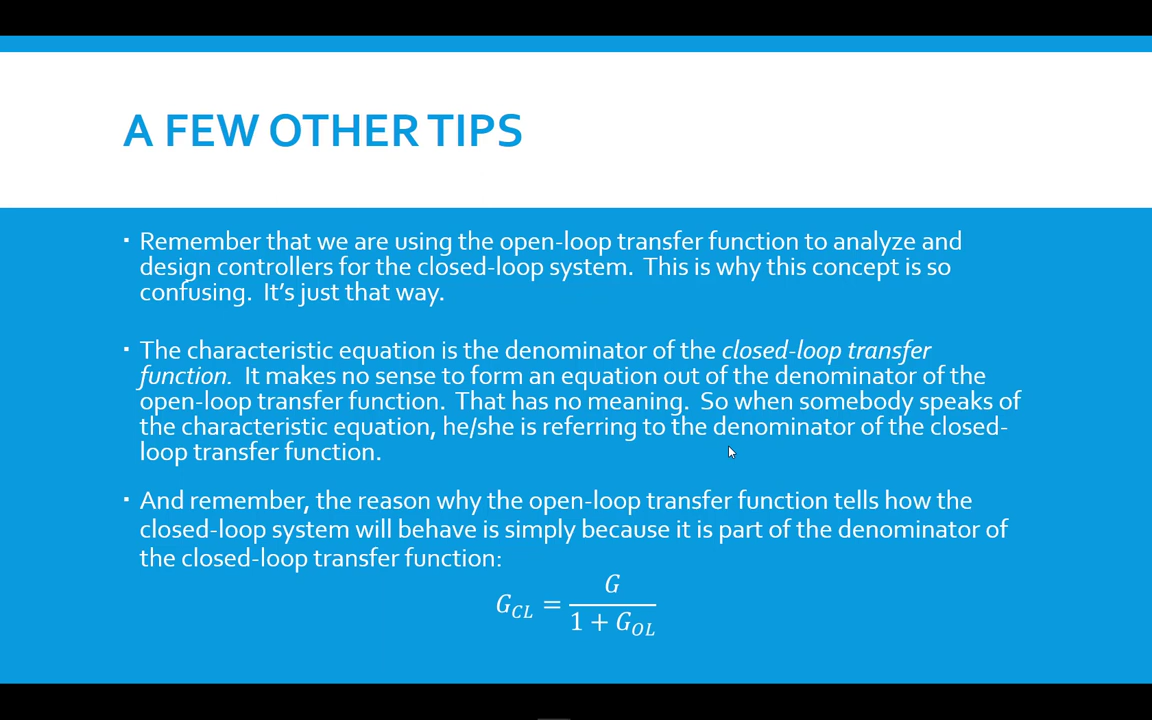 A FEW OTHER TIPS
▪ Remember that we are using the open-loop transfer function to analyze and
design controllers for the closed-loop system. This is why this concept is so
confusing. It's just that way.
▪ The characteristic equation is the denominator of the closed-loop transfer
function. It makes no sense to form an equation out of the denominator of the
open-loop transfer function. That has no meaning. So when somebody speaks of
the characteristic equation, he/she is referring to the denominator of the closed-
loop transfer function.
▪ And remember, the reason why the open-loop transfer function tells how the
closed-loop system will behave is simply because it is part of the denominator of
the closed-loop transfer function:
$G_{CL} = \frac{G}{1 + G_{OL}}$